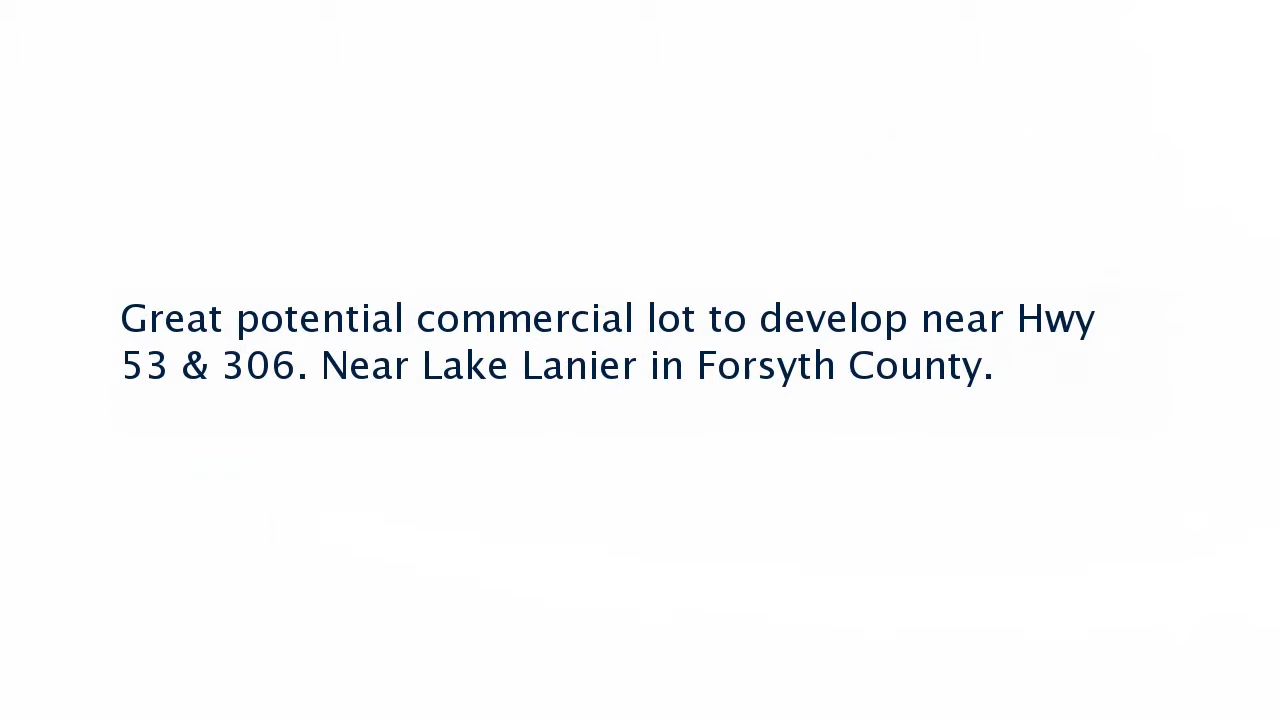 Great potential commercial lot to develop near Hwy
53 & 306. Near Lake Lanier in Forsyth County.